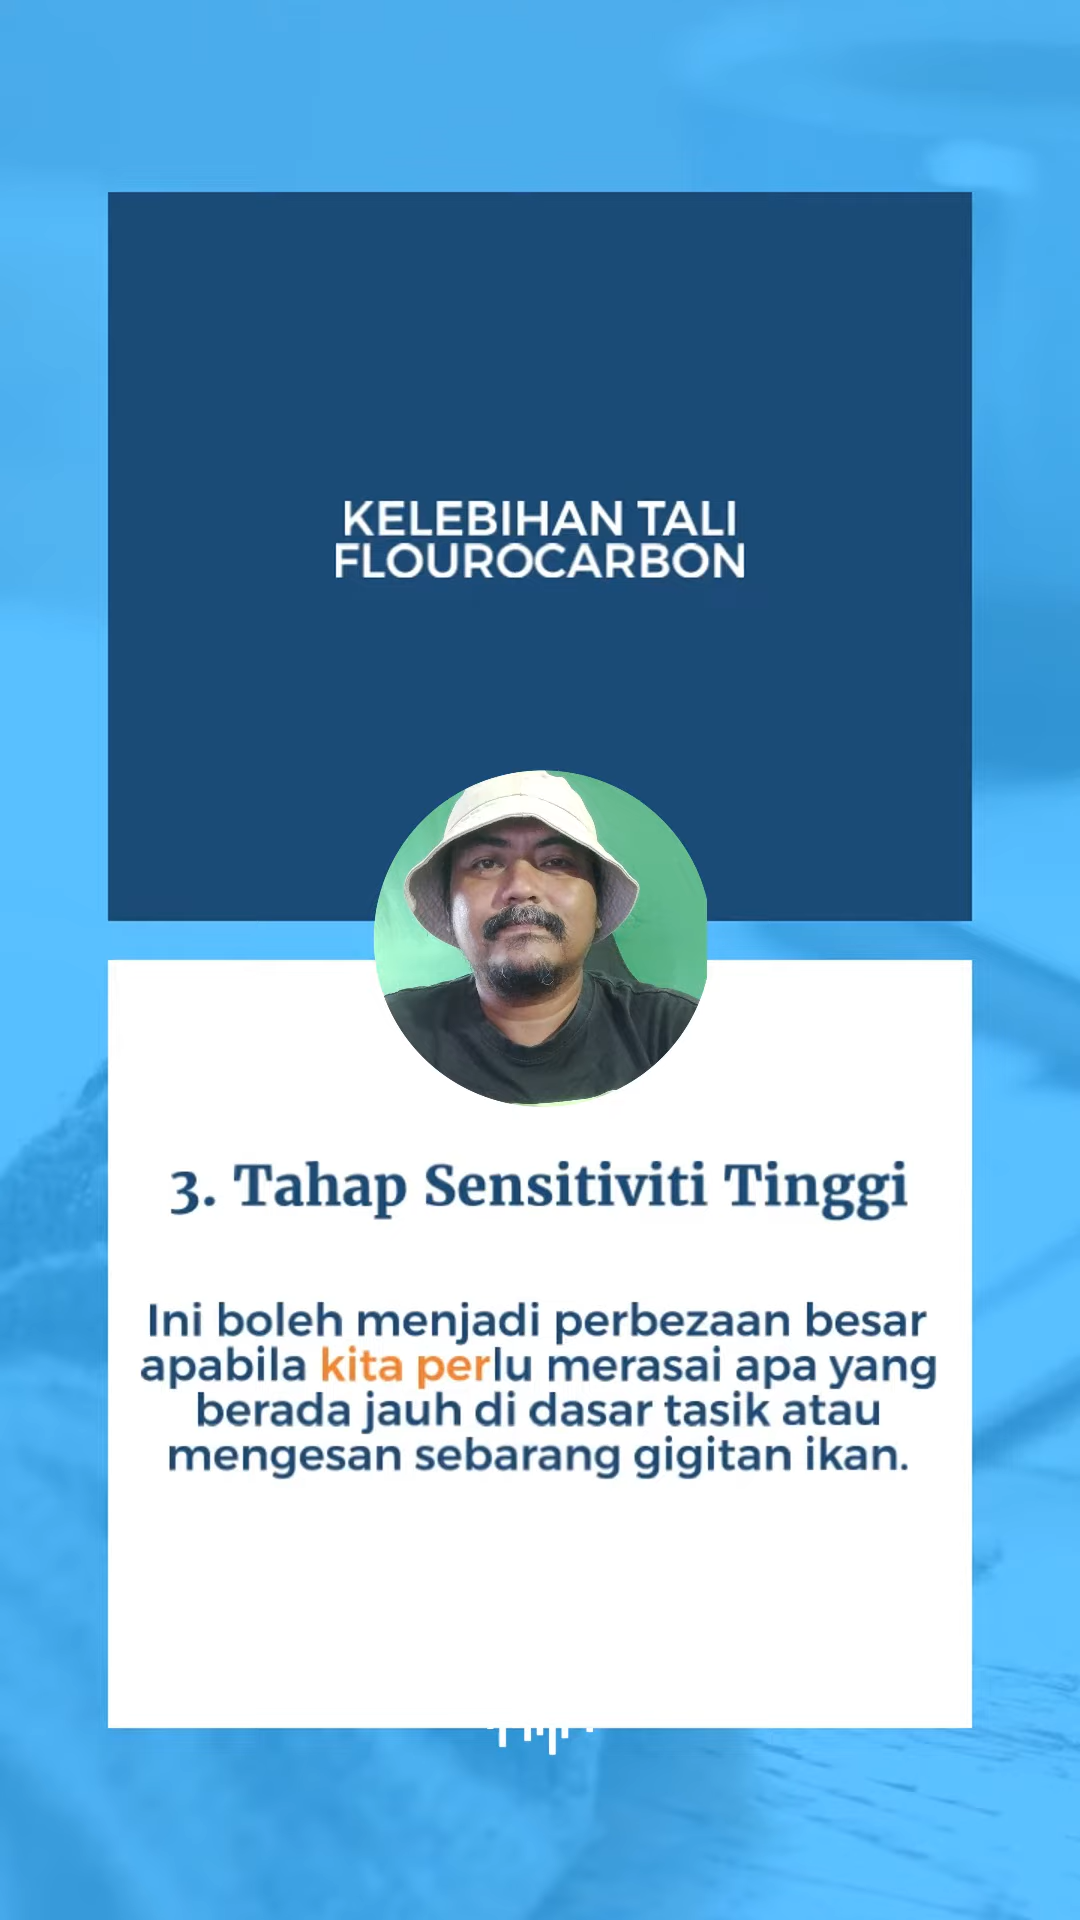 KELEBIHAN TALI
FLOUROCARBON
3. Tahap Sensitiviti Tinggi
Ini boleh menjadi perbezaan besar
apabila kita perlu merasai apa yang
berada jauh di dasar tasik atau
mengesan sebarang gigitan ikan.